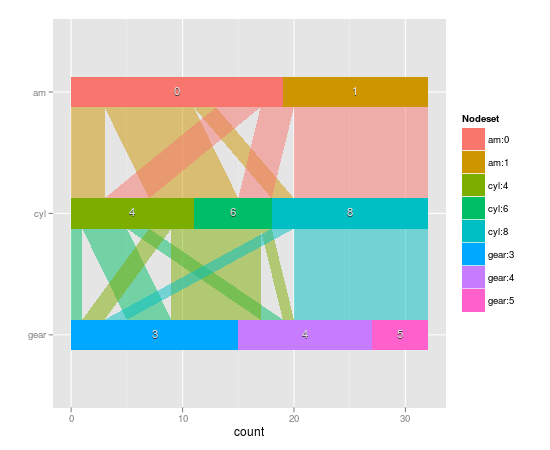 am
0
1
cyl
4
6
8
gear
3
4
5
0
10
20
30
count
Nodeset
am:0
am:1
cyl:4
cyl:6
cyl:8
gear:3
gear:4
gear:5